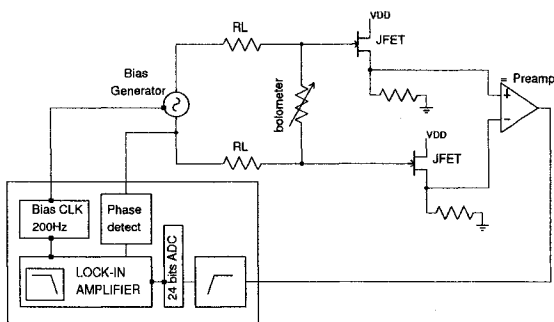 VDD
RL
JFET
Bias
Generator
Preamp
+
−
bolometer
VDD
RL
JFET
Bias CLK
200Hz
Phase
detect
LOCK-IN
AMPLIFIER
24 bits ADC